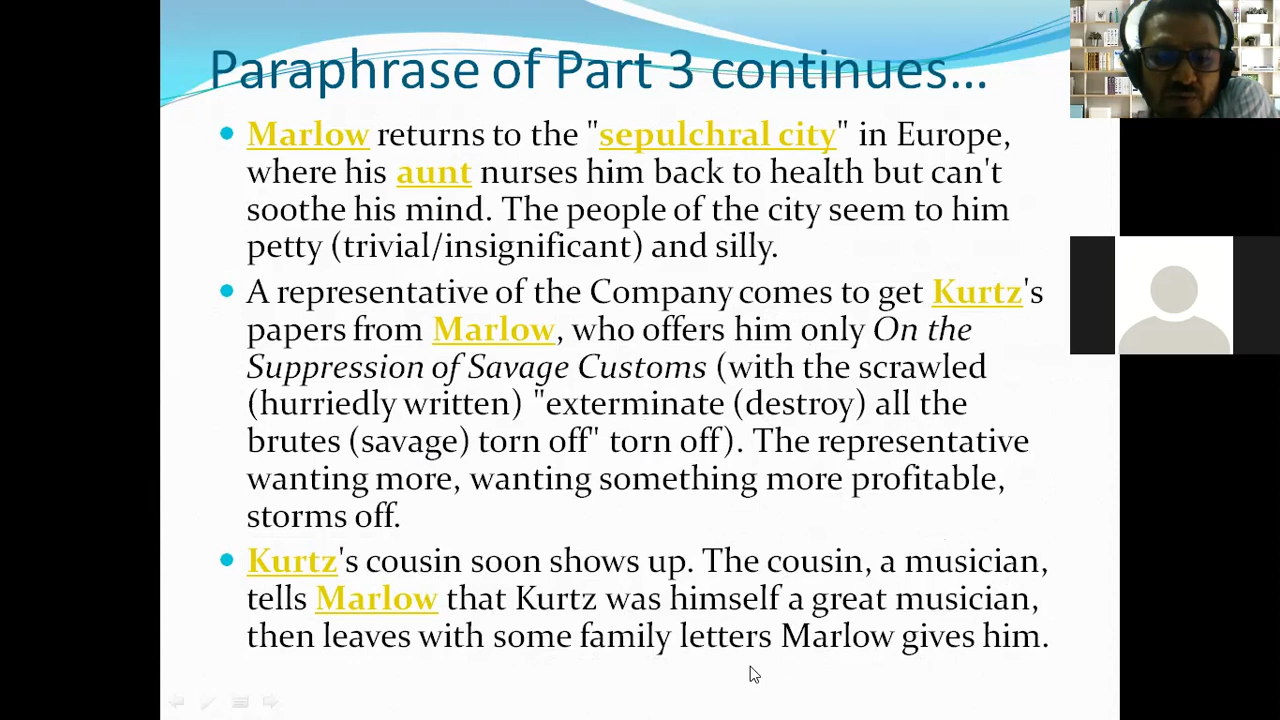 Paraphrase of Part 3 continues...
Marlow returns to the "sepulchral city" in Europe,
where his aunt nurses him back to health but can't
soothe his mind. The people of the city seem to him
petty (trivial/insignificant) and silly.
A representative of the Company comes to get Kurtz's
papers from Marlow, who offers him only On the
Suppression of Savage Customs (with the scrawled
(hurriedly written) "exterminate (destroy) all the
brutes (savage) torn off" torn off). The representative
wanting more, wanting something more profitable,
storms off.
Kurtz's cousin soon shows up. The cousin, a musician,
tells Marlow that Kurtz was himself a great musician,
then leaves with some family letters Marlow gives him.